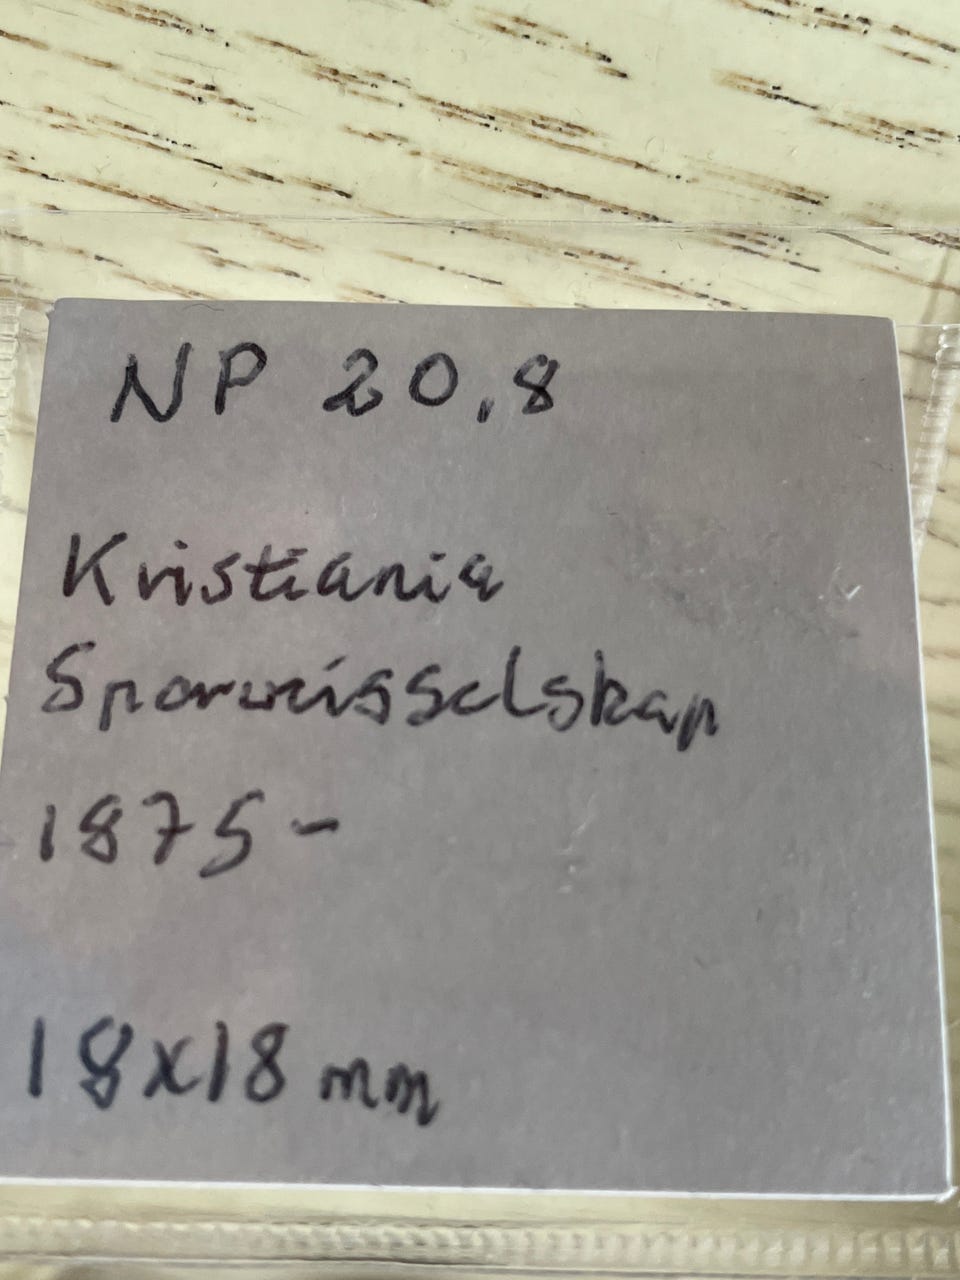 NP 20,8
Kristiania
Sporveisselskap
1875-
18x18 mm